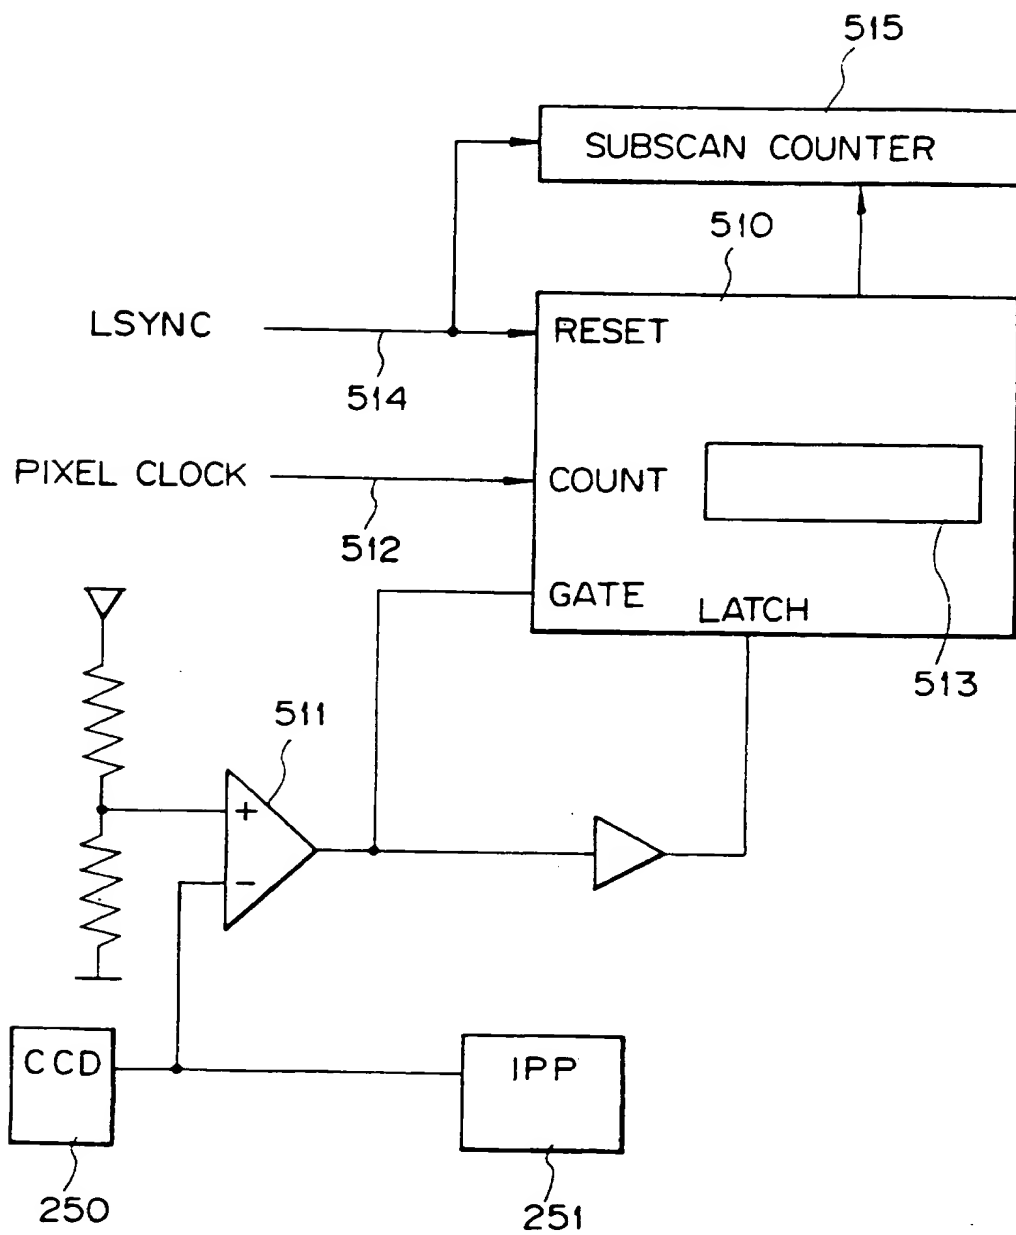 515
SUBSCAN COUNTER
510
LSYNC
RESET
514
PIXEL CLOCK
COUNT
512
GATE
LATCH
513
511
+
−
CCD
IPP
250
251